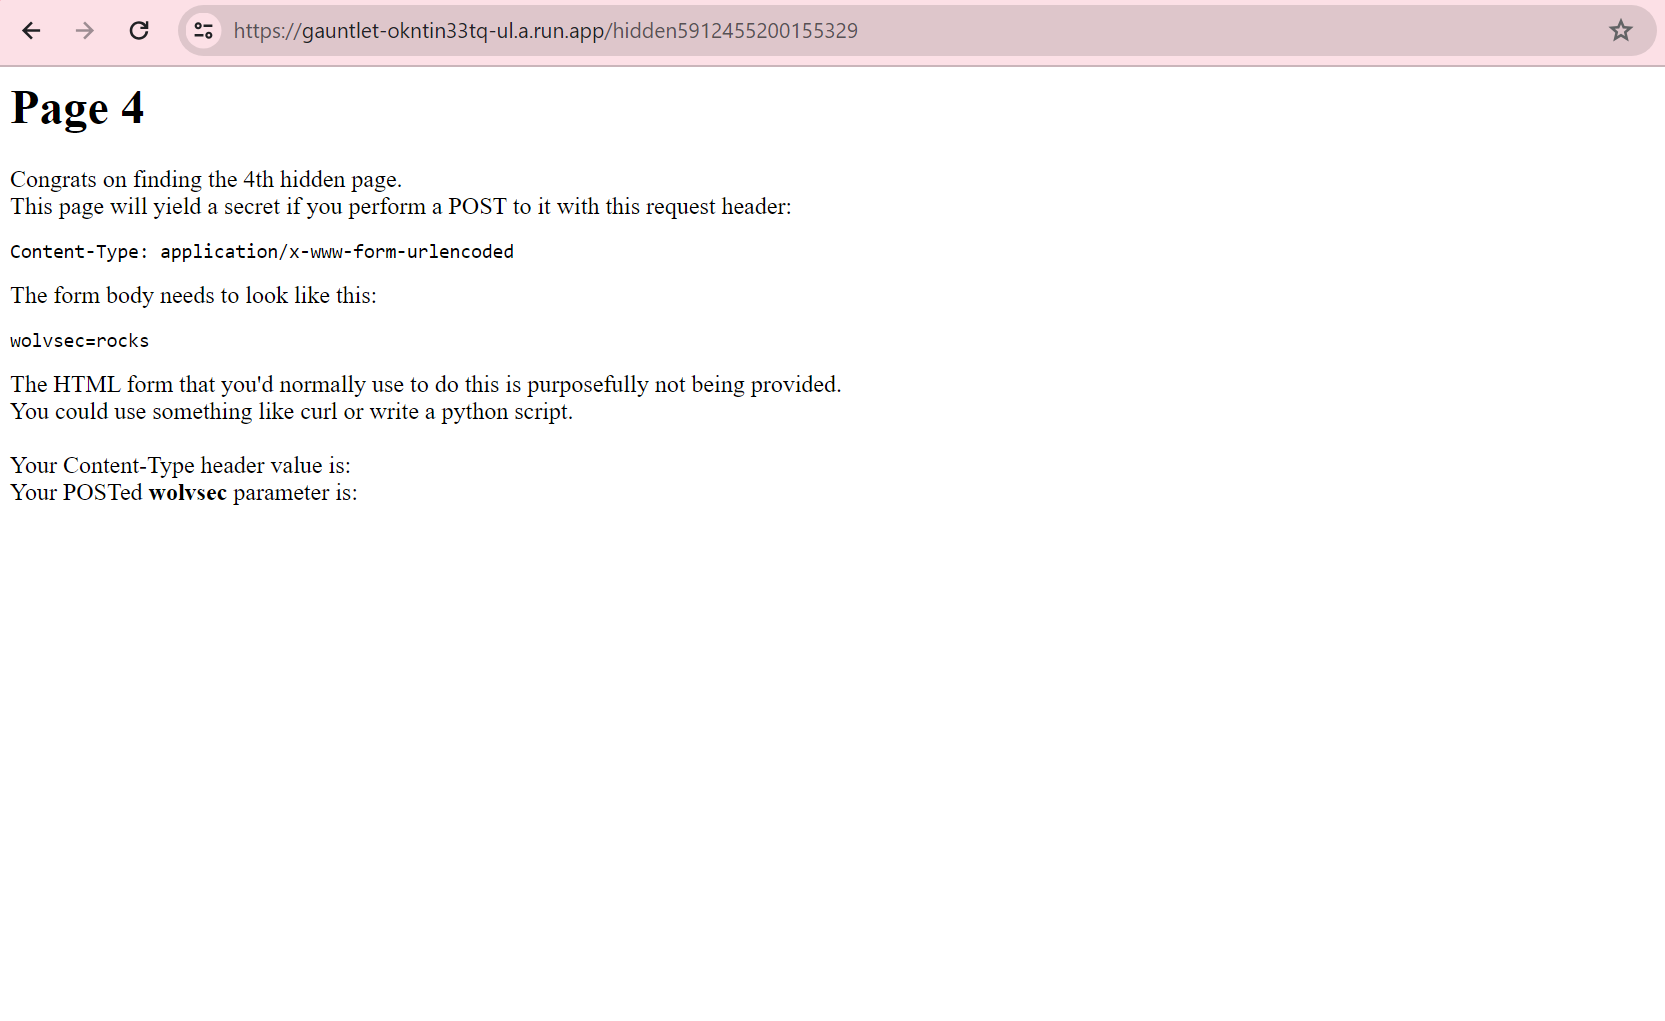 https://gauntlet-okntin33tq-ul.a.run.app/hidden5912455200155329
Page 4
Congrats on finding the 4th hidden page.
This page will yield a secret if you perform a POST to it with this request header:
Content-Type: application/x-www-form-urlencoded
The form body needs to look like this:
wolvsec=rocks
The HTML form that you'd normally use to do this is purposefully not being provided.
You could use something like curl or write a python script.
Your Content-Type header value is:
Your POSTed wolvsec parameter is: